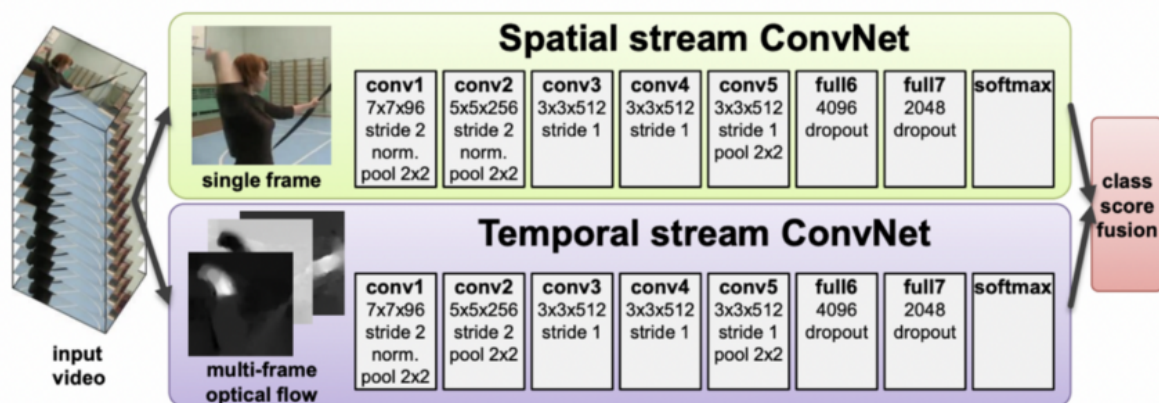 Spatial stream ConvNet
conv1
7x7x96
stride 2
norm.
pool 2x2
conv2
5x5x256
stride 2
norm.
pool 2x2
conv3
3x3x512
stride 1
conv4
3x3x512
stride 1
conv5
3x3x512
stride 1
pool 2x2
full6
4096
dropout
full7
2048
dropout
softmax
single frame
Temporal stream ConvNet
conv1
7x7x96
stride 2
norm.
pool 2x2
conv2
5x5x256
stride 2
pool 2x2
conv3
3x3x512
stride 1
conv4
3x3x512
stride 1
conv5
3x3x512
stride 1
pool 2x2
full6
4096
dropout
full7
2048
dropout
softmax
multi-frame
optical flow
input
video
class
score
fusion